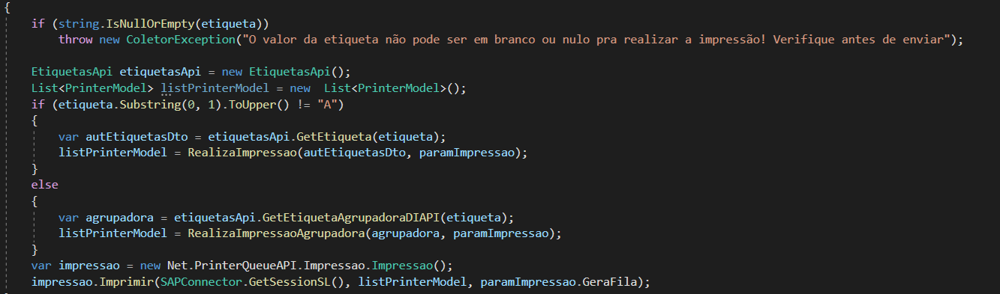 {
if (string.IsNullOrEmpty(etiqueta))
throw new ColetorException("O valor da etiqueta não pode ser em branco ou nulo pra realizar a impressão! Verifique antes de enviar");
EtiquetasApi etiquetasApi = new EtiquetasApi();
List<PrinterModel> listPrinterModel = new  List<PrinterModel>();
if (etiqueta.Substring(0, 1).ToUpper() != "A")
{
var autEtiquetasDto = etiquetasApi.GetEtiqueta(etiqueta);
listPrinterModel = RealizaImpressao(autEtiquetasDto, paramImpressao);
}
else
{
var agrupadora = etiquetasApi.GetEtiquetaAgrupadoraDIAPI(etiqueta);
listPrinterModel = RealizaImpressaoAgrupadora(agrupadora, paramImpressao);
}
var impressao = new Net.PrinterQueueAPI.Impressao.Impressao();
impressao.Imprimir(SAPConnector.GetSessionSL(), listPrinterModel, paramImpressao.GeraFila);